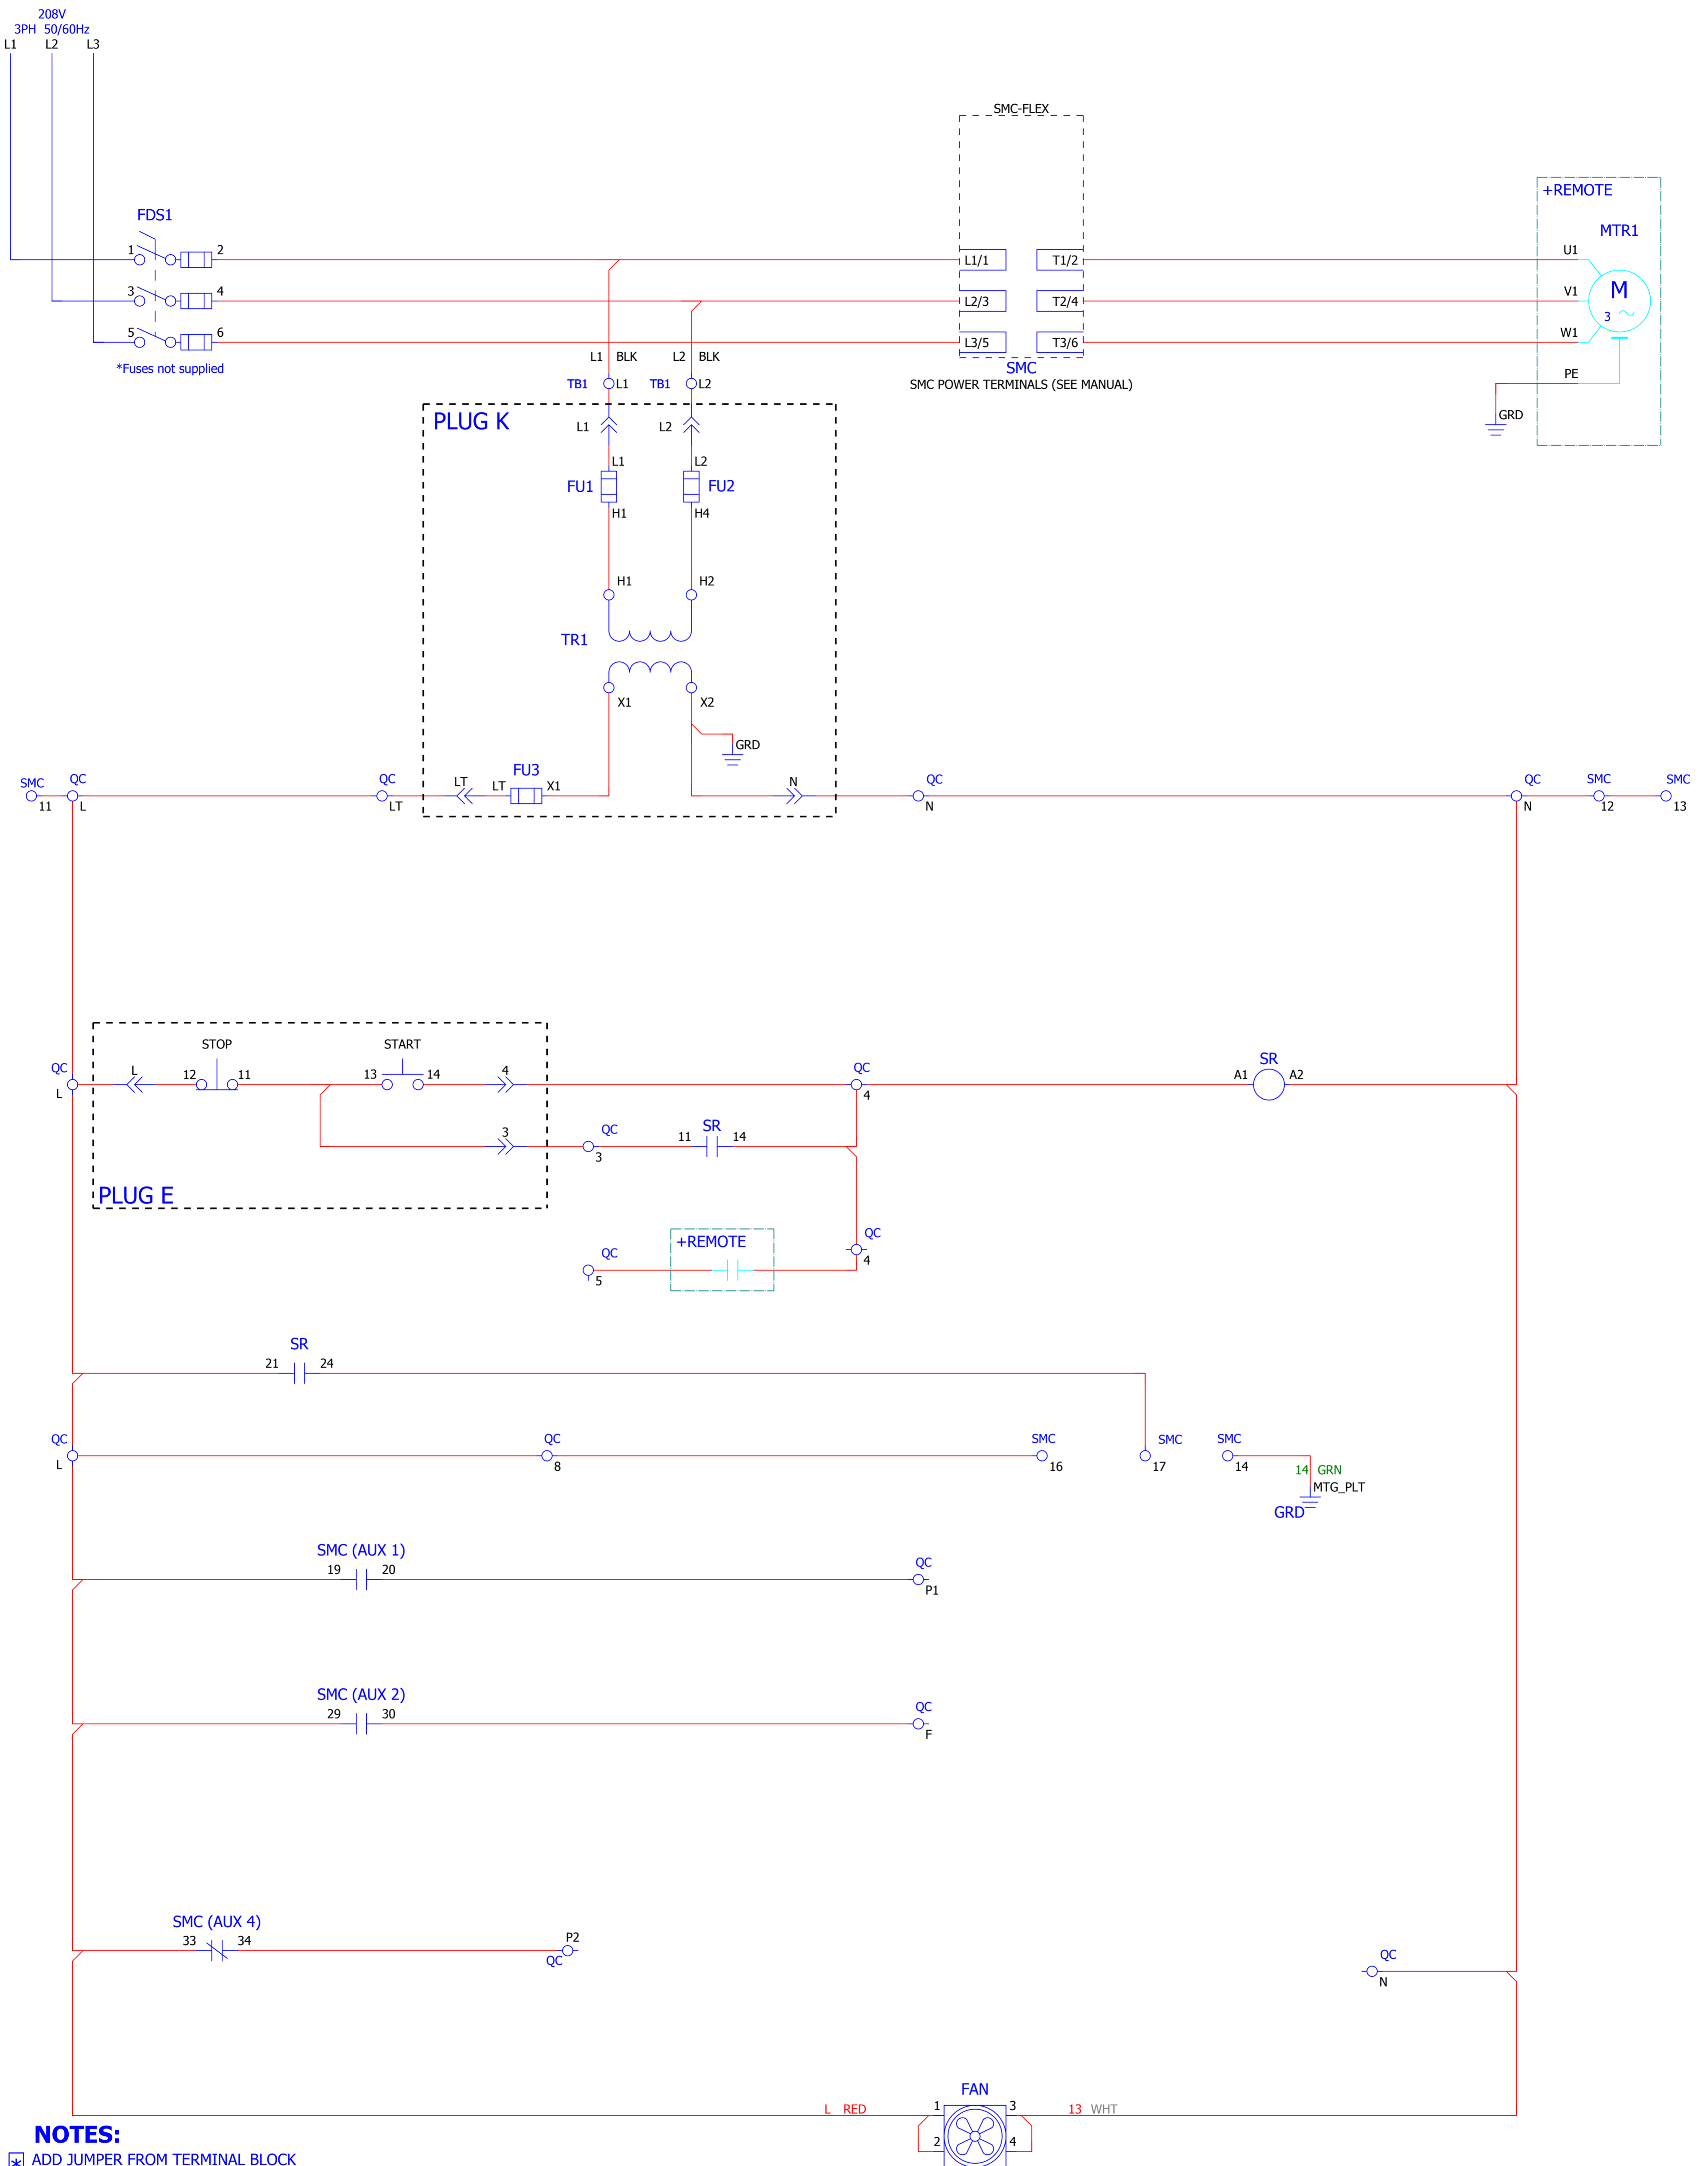 208V
3PH 50/60Hz
L1 L2 L3
SMC-FLEX
+REMOTE
FDS1
MTR1
1 2
L1/1 T1/2
U1
3 4
L2/3 T2/4
V1
M
3
5 6
L3/5 T3/6
W1
*Fuses not supplied
L1 BLK L2 BLK
SMC
SMC POWER TERMINALS (SEE MANUAL)
PE
TB1 L1 TB1 L2
GRD
PLUG K
L1 L2
L1 L2
FU1 FU2
H1 H4
H1 H2
TR1
X1 X2
GRD
SMC QC QC LT LT FU3 X1 N QC QC SMC SMC
11 L LT N N 12 13
STOP START
QC L 12 11 13 14 4 QC SR
L 4 A1 A2
3 QC 11 SR 14
3
PLUG E
+REMOTE QC
QC 4
5
SR
21 24
QC QC SMC SMC SMC
L 8 16 17 14
14 GRN
MTG_PLT
GRD
SMC (AUX 1)
19 20 QC
P1
SMC (AUX 2)
29 30 QC
F
SMC (AUX 4)
33 34 P2
QC
QC
N
FAN
L RED 1 3 13 WHT
2 4
NOTES:
* ADD JUMPER FROM TERMINAL BLOCK